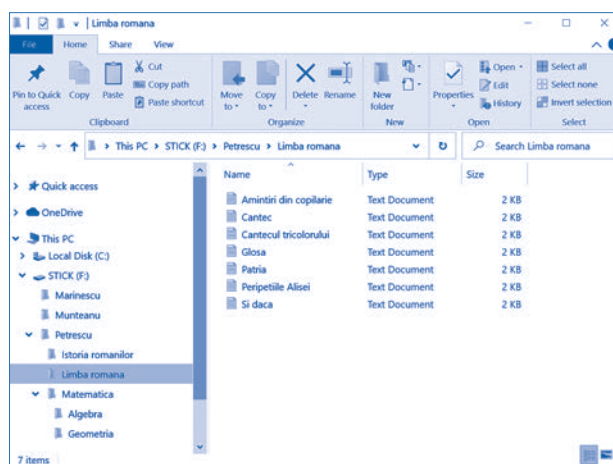 Limba romana
File Home Share View
Pin to Quick access
Copy
Paste
Cut
Copy path
Paste shortcut
Clipboard
Move to
Copy to
Delete
Rename
Organize
New folder
New
Properties
Open
Edit
History
Open
Select all
Select none
Invert selection
Select
This PC > STICK (F:) > Petrescu > Limba romana
Search Limba romana
Quick access
OneDrive
This PC
Local Disk (C:)
STICK (F:)
Marinescu
Munteanu
Petrescu
Istoria romanilor
Limba romana
Matematica
Algebra
Geometria
Name Type Size
Amintiri din copilarie Text Document 2 KB
Cantec Text Document 2 KB
Cantecul tricolorului Text Document 2 KB
Glosa Text Document 2 KB
Patria Text Document 2 KB
Peripetiile Alisei Text Document 2 KB
Si daca Text Document 2 KB
7 items